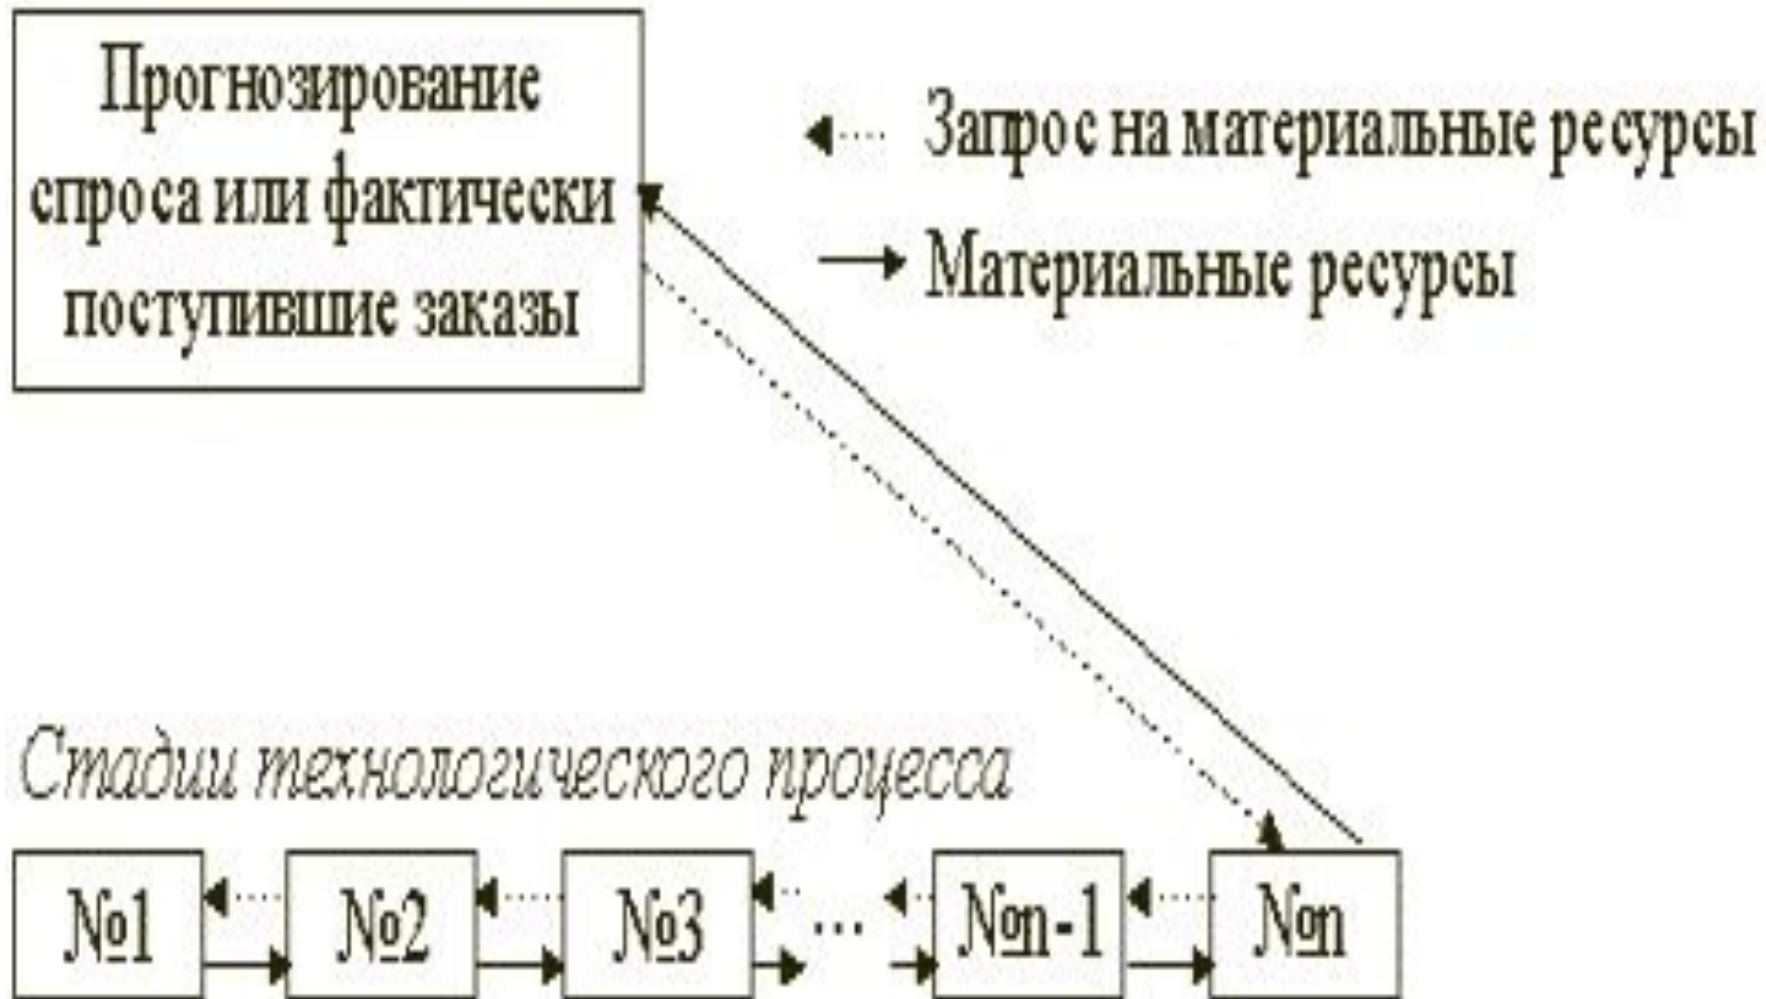 Прогнозирование
спроса или фактически
поступившие заказы
Запрос на материальные ресурсы
Материальные ресурсы
Стадии технологического процесса
№1 №2 №3 ... №n-1 №n